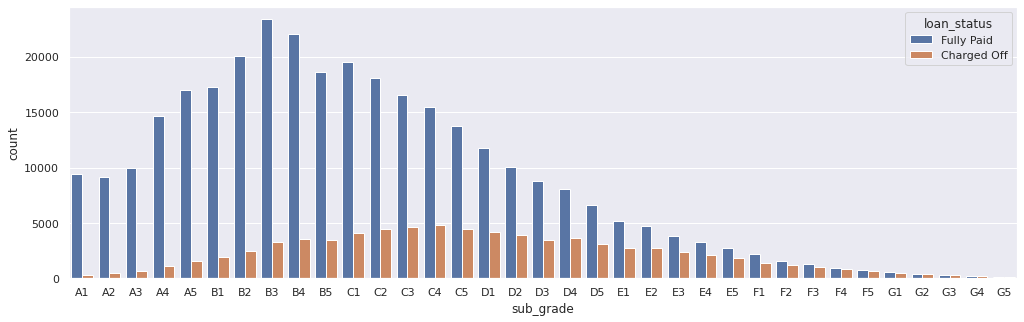 loan_status
Fully Paid
Charged Off
20000
15000
10000
5000
0
count
A1 A2 A3 A4 A5 B1 B2 B3 B4 B5 C1 C2 C3 C4 C5 D1 D2 D3 D4 D5 E1 E2 E3 E4 E5 F1 F2 F3 F4 F5 G1 G2 G3 G4 G5
sub_grade